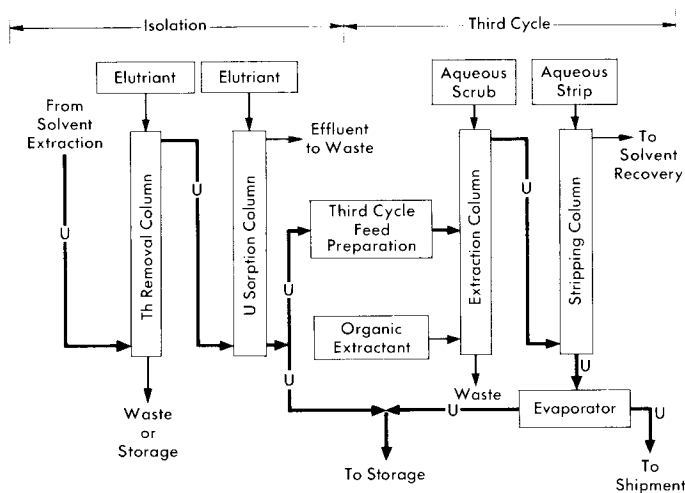 Isolation
Third Cycle
Elutriant
Elutriant
Aqueous
Scrub
Aqueous
Strip
From
Solvent
Extraction
Effluent
to Waste
To
Solvent
Recovery
U
U
U
Th Removal Column
U Sorption Column
Third Cycle
Feed
Preparation
Extraction Column
Stripping Column
U
Organic
Extractant
U
U
Waste
or
Storage
Waste
U
Evaporator
U
To Storage
To
Shipment